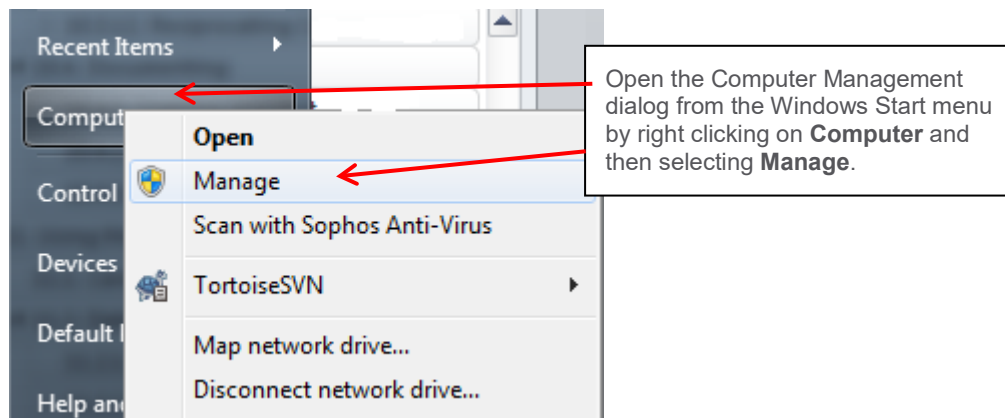 Recent Items
Comput
Control
Devices
Default
Help an
Open
Manage
Scan with Sophos Anti-Virus
TortoiseSVN
Map network drive...
Disconnect network drive...
Open the Computer Management
dialog from the Windows Start menu
by right clicking on Computer and
then selecting Manage.